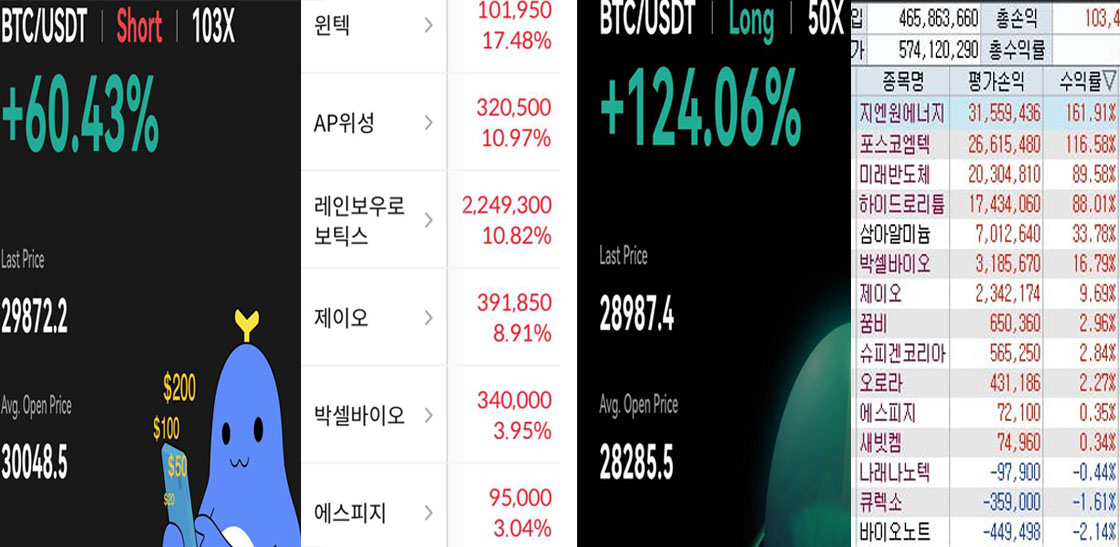 BTC/USDT | Short | 103X
+60.43%
Last Price
29872.2
Avg. Open Price
30048.5
$200
$100
$50
$20
윈텍 101,950
17.48%
AP위성 320,500
10.97%
레인보우로
보틱스 2,249,300
10.82%
제이오 391,850
8.91%
박셀바이오 340,000
3.95%
에스피지 95,000
3.04%
BTC/USDT | Long | 50X
+124.06%
Last Price
28987.4
Avg. Open Price
28285.5
입 465,863,660 총손익 103,4
가 574,120,290 총수익률
종목명 평가손익 수익률▽
지엔원에너지 31,559,436 161.91%
포스코엠텍 26,615,480 116.58%
미래반도체 20,304,810 89.58%
하이드로리튬 17,434,060 88.01%
삼아알미늄 7,012,640 33.78%
박셀바이오 3,185,670 16.79%
제이오 2,342,174 9.69%
꿈비 650,360 2.96%
슈피겐코리아 565,250 2.84%
오로라 431,186 2.27%
에스피지 72,100 0.35%
새빗켐 74,960 0.34%
나래나노텍 -97,900 -0.44%
큐렉소 -359,000 -1.61%
바이오노트 -449,498 -2.14%